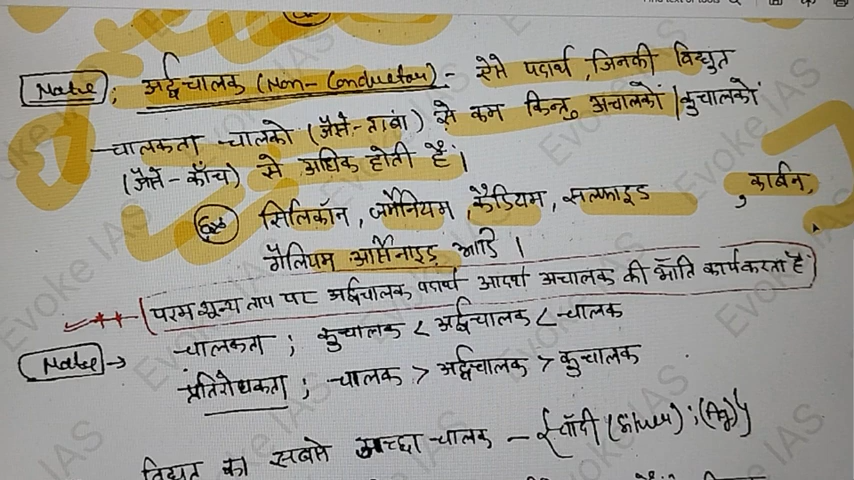 Note : अर्द्धचालक (Non-Conductor) - ऐसे पदार्थ, जिनकी विद्युत
चालकता चालको (जैसे-तावां) से कम किन्तु अचालकों/कुचालकों
(जैसे - काँच) से अधिक होती है।
Ex सिलिकॉन, जर्मेनियम, कैडियम, सल्फाइड , कार्बन,
गैलियम आर्सेनाइड आदि।
** (परम शून्य ताप पर अर्द्धचालक पदार्थ आदर्श अचालक की भाँति कार्य करता है)
Note → चालकता ; कुचालक < अर्द्धचालक < चालक
प्रतिरोधकता ; चालक > अर्द्धचालक > कुचालक
विद्युत का सबसे अच्छा चालक - {चाँदी (Silver) ; (Ag)}
Evoke IAS